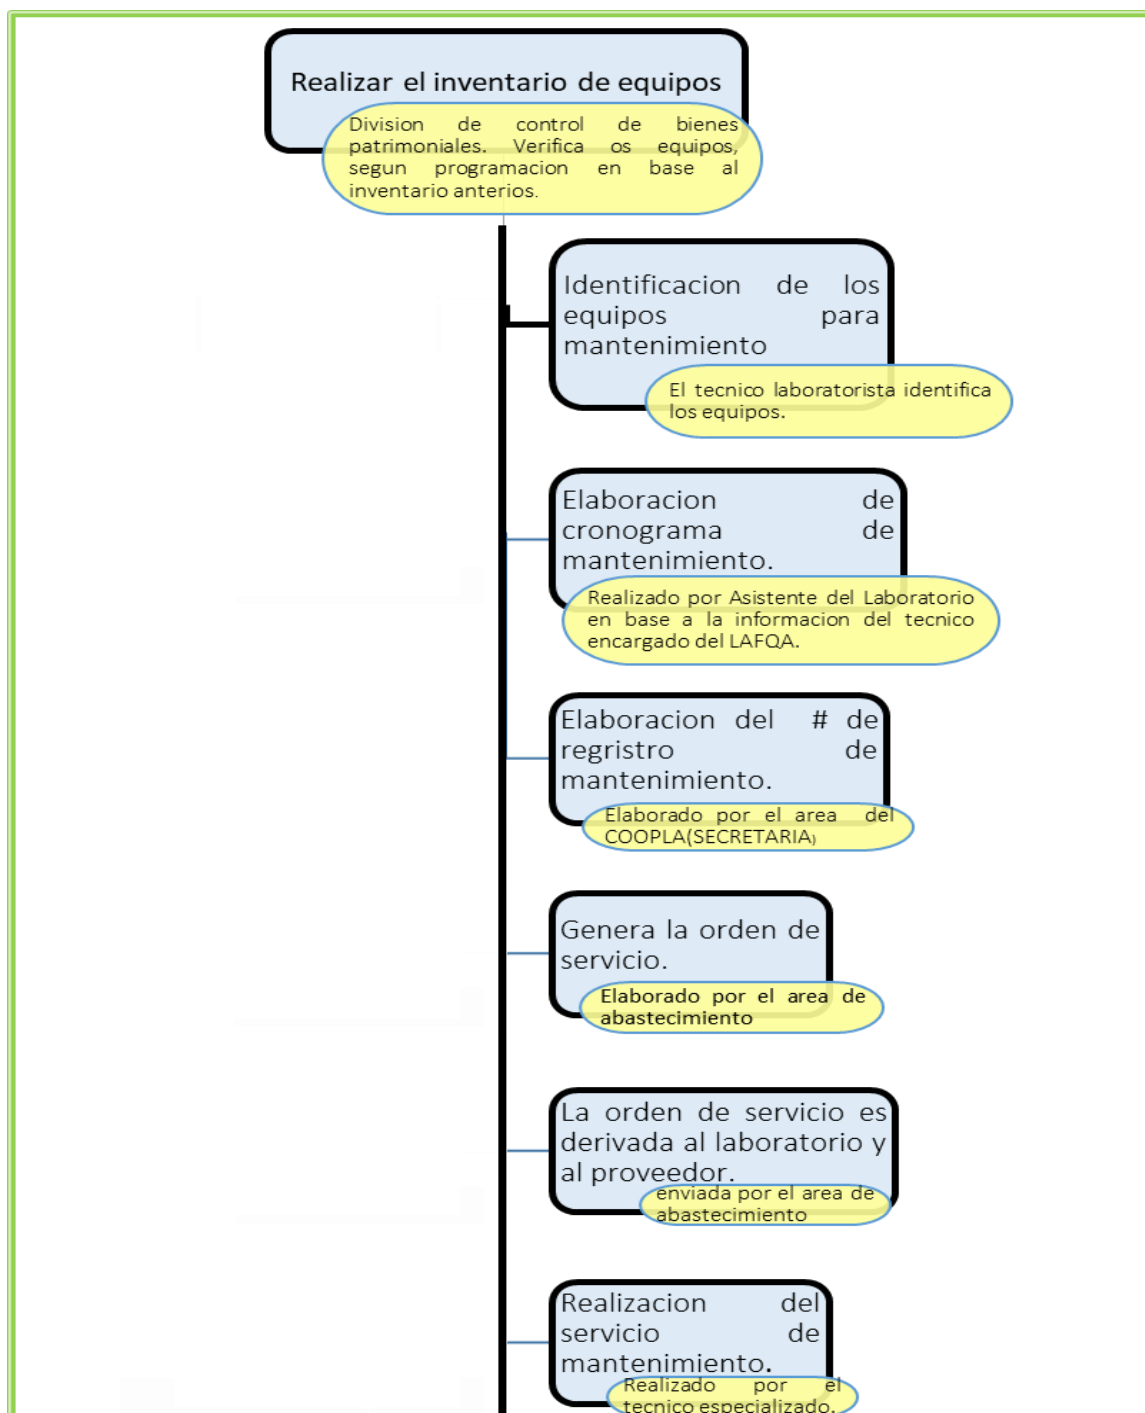 Realizar el inventario de equipos
Division de control de bienes
patrimoniales. Verifica os equipos,
segun programacion en base al
inventario anterios.
Identificacion de los
equipos para
mantenimiento
El tecnico laboratorista identifica
los equipos.
Elaboracion de
cronograma de
mantenimiento.
Realizado por Asistente del Laboratorio
en base a la informacion del tecnico
encargado del LAFQA.
Elaboracion del # de
regristro de
mantenimiento.
Elaborado por el area del
COOPLA(SECRETARIA)
Genera la orden de
servicio.
Elaborado por el area de
abastecimiento
La orden de servicio es
derivada al laboratorio y
al proveedor.
enviada por el area de
abastecimiento
Realizacion del
servicio de
mantenimiento.
Realizado por el
tecnico especializado.